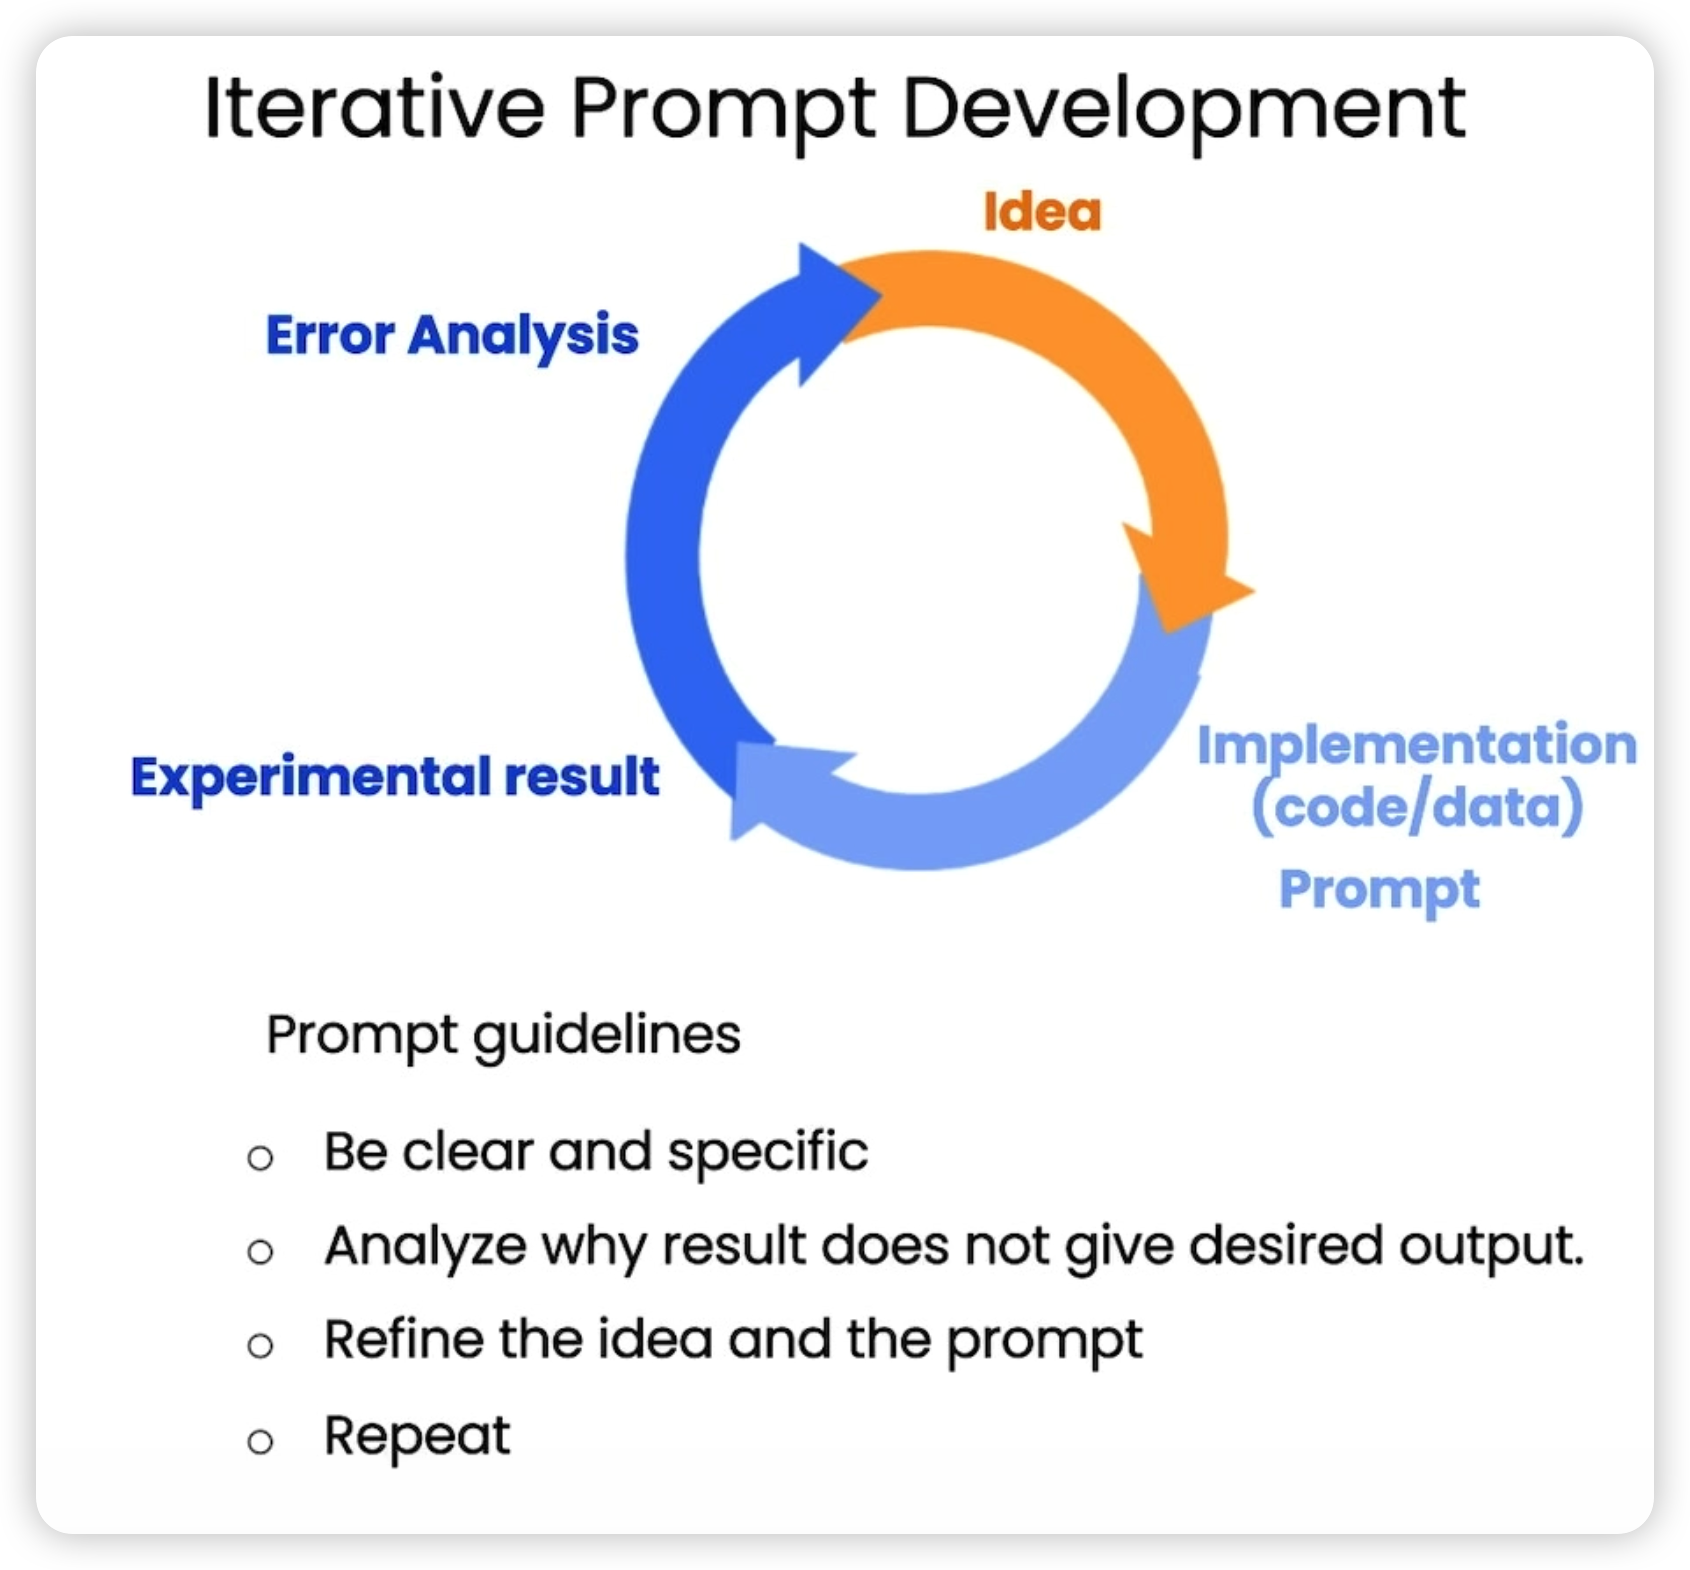 Iterative Prompt Development
Idea
Error Analysis
Experimental result
Implementation
(code/data)
Prompt
Prompt guidelines
Be clear and specific
Analyze why result does not give desired output.
Refine the idea and the prompt
Repeat